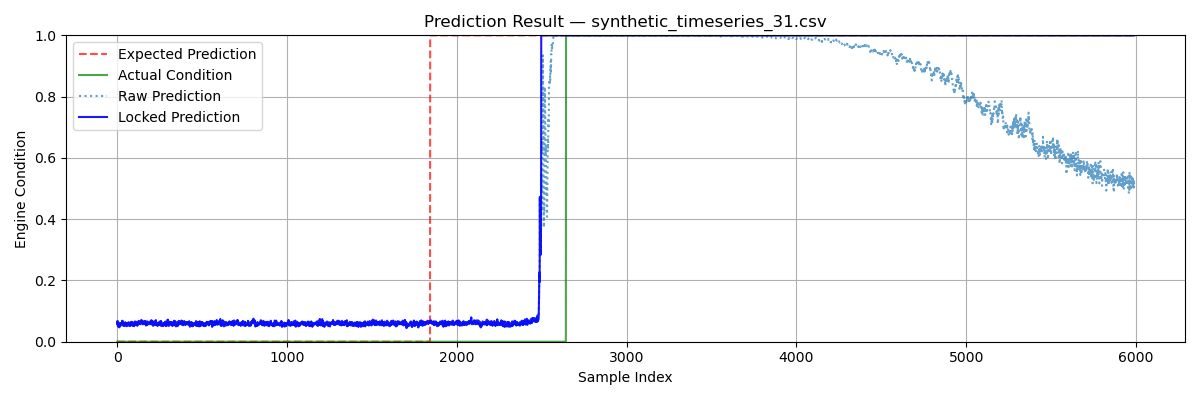 Prediction Result — synthetic_timeseries_31.csv
Expected Prediction
Actual Condition
Raw Prediction
Locked Prediction
Engine Condition
1.0
0.8
0.6
0.4
0.2
0.0
0 1000 2000 3000 4000 5000 6000
Sample Index